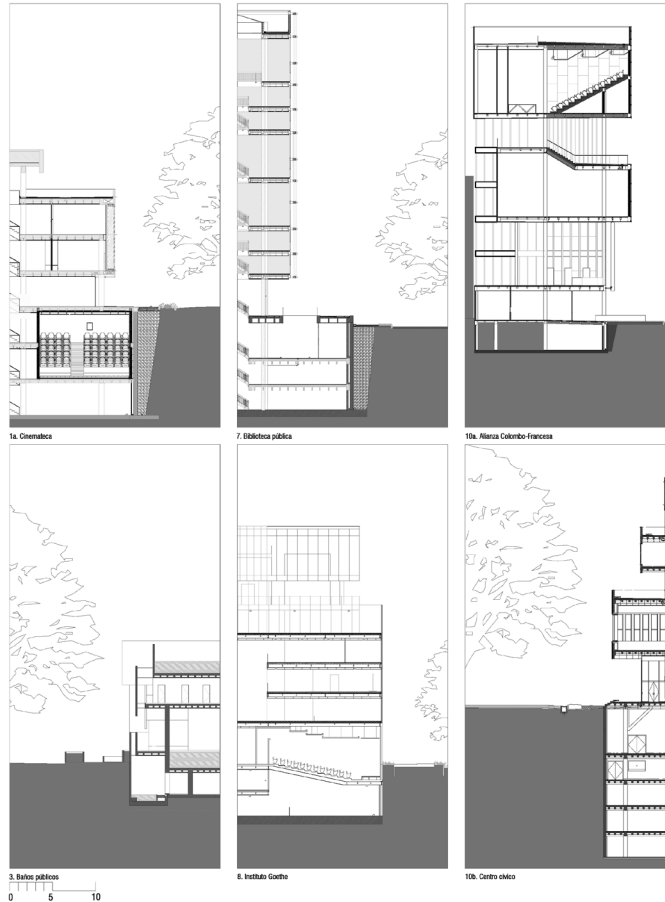 1a. Cinemateca
7. Biblioteca pública
10a. Alianza Colombo-Francesa
3. Baños públicos
6. Instituto Goethe
10b. Centro cívico
0 5 10